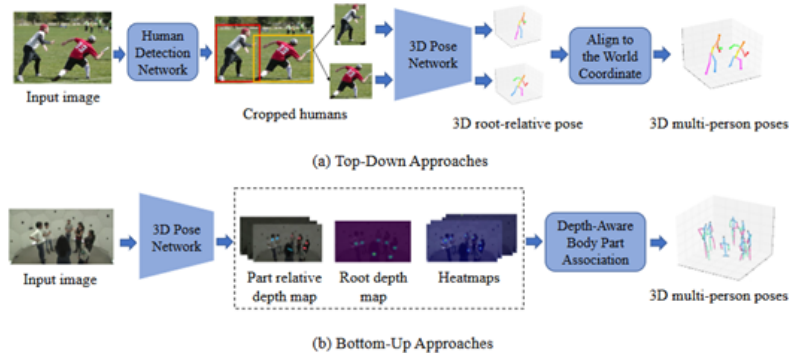 Human
Detection
Network
3D Pose
Network
Align to
the World
Coordinate
Input image
Cropped humans
3D root-relative pose
3D multi-person poses
(a) Top-Down Approaches
3D Pose
Network
Depth-Aware
Body Part
Association
Input image
Part relative
depth map
Root depth
map
Heatmaps
3D multi-person poses
(b) Bottom-Up Approaches